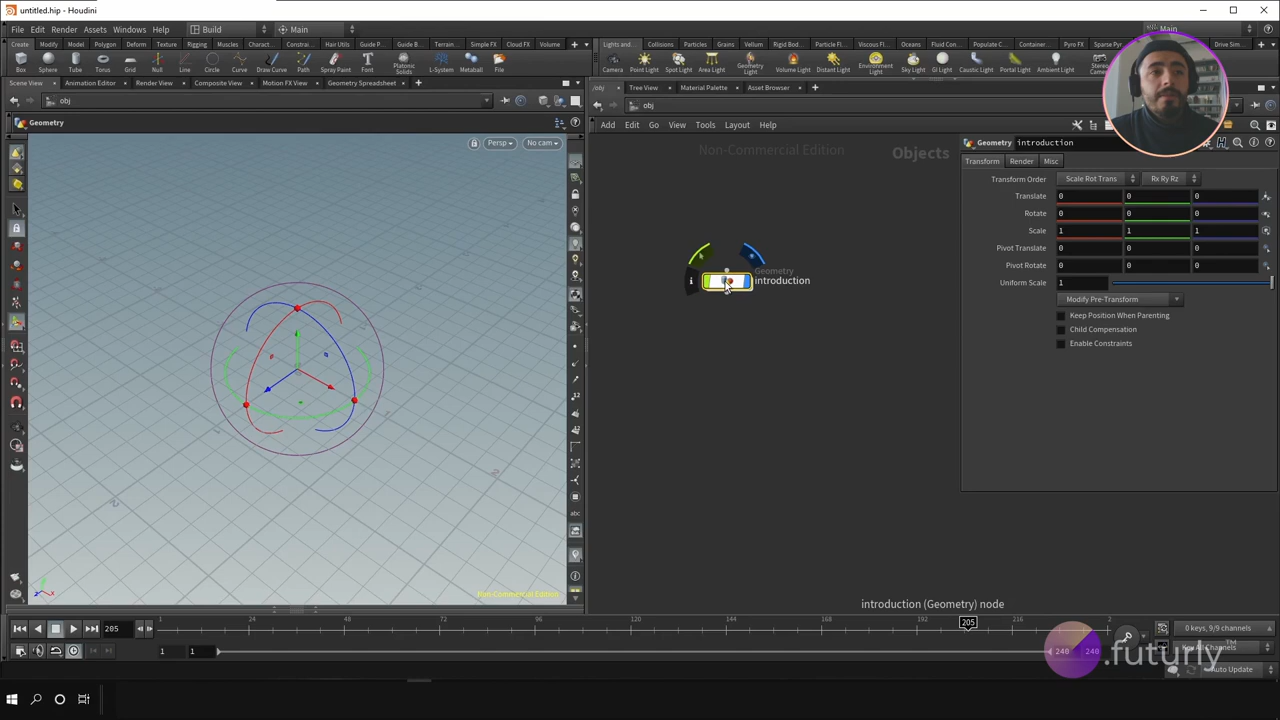 untitled.hip - Houdini
File Edit Render Assets Windows Help Build Main Main
Create Modify Model Polygon Deform Texture Rigging Muscles Charact... Constrai... Hair Utils Guide P... Guide B... Terrain... Simple FX Cloud FX Volume
Lights and... Collisions Particles Grains Vellum Rigid Bod... Particle Fl... Viscous Fl... Oceans Fluid Con... Populate C... Container... Pyro FX Sparse Pyr... Drive Sim...
Box Sphere Tube Torus Grid Null Line Circle Curve Draw Curve Path Spray Paint Font Platonic Solids L-System Metaball File
Camera Point Light Spot Light Area Light Geometry Light Volume Light Distant Light Environment Light Sky Light GI Light Caustic Light Portal Light Ambient Light Stereo Camera
Scene View Animation Editor Render View Composite View Motion FX View Geometry Spreadsheet
/obj Tree View Material Palette Asset Browser
obj
obj
Geometry
Add Edit Go View Tools Layout Help
Persp No cam
Non-Commercial Edition
Objects
Geometry introduction
Transform Render Misc
Transform Order Scale Rot Trans Rx Ry Rz
Translate 0 0 0
Rotate 0 0 0
Scale 1 1 1
Pivot Translate 0 0 0
Pivot Rotate 0 0 0
Uniform Scale 1
Modify Pre-Transform
Keep Position When Parenting
Child Compensation
Enable Constraints
Geometry
introduction
Non-Commercial Edition
introduction (Geometry) node
205
1 24 48 72 96 120 144 168 192 205 216 2
0 keys, 9/9 channels
1 1 240 240
Key All Channels
Auto Update
.futurly™